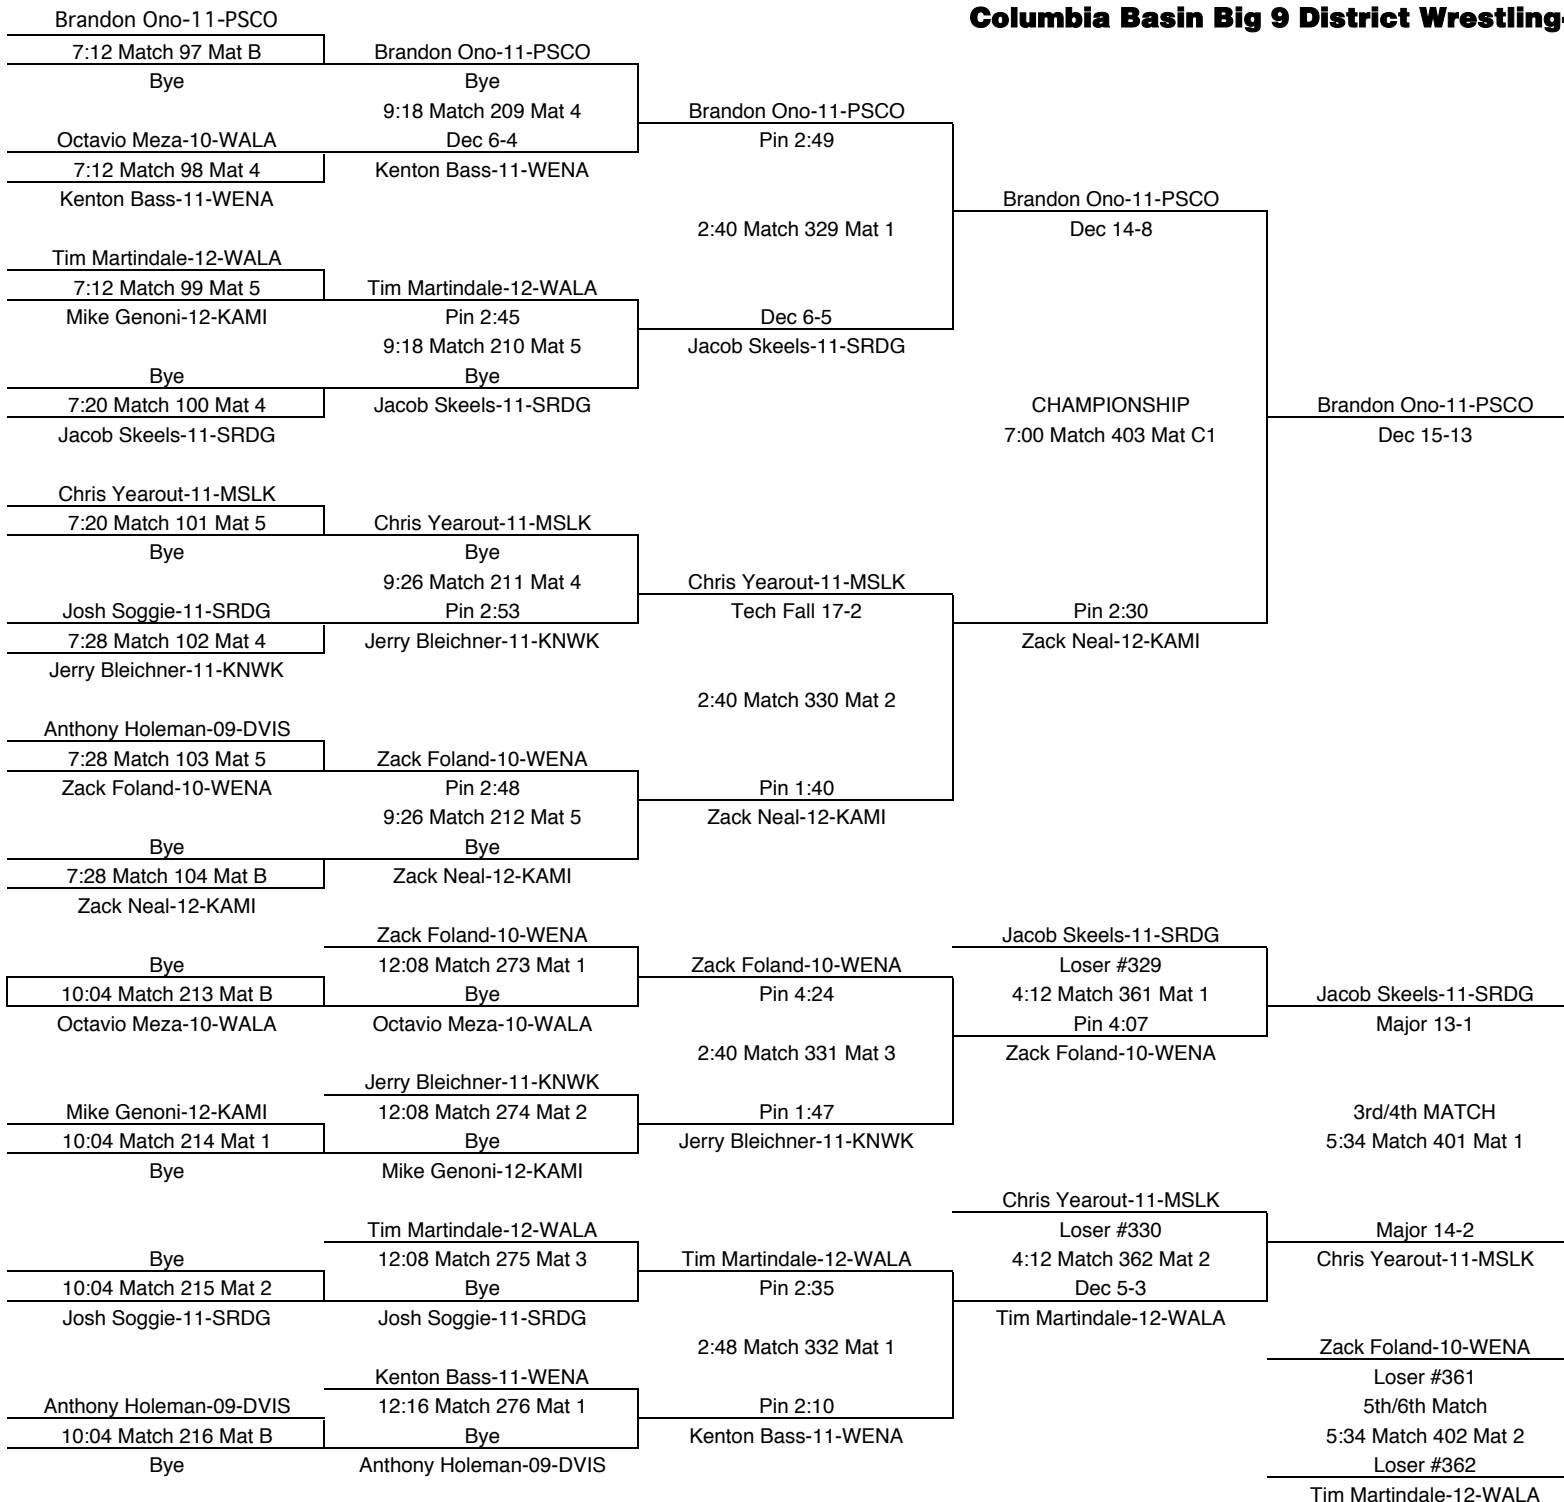 Columbia Basin Big 9 District Wrestling-
Brandon Ono-11-PSCO
7:12 Match 97 Mat B
Bye
Octavio Meza-10-WALA
7:12 Match 98 Mat 4
Kenton Bass-11-WENA
Tim Martindale-12-WALA
7:12 Match 99 Mat 5
Mike Genoni-12-KAMI
Bye
7:20 Match 100 Mat 4
Jacob Skeels-11-SRDG
Chris Yearout-11-MSLK
7:20 Match 101 Mat 5
Bye
Josh Soggie-11-SRDG
7:28 Match 102 Mat 4
Jerry Bleichner-11-KNWK
Anthony Holeman-09-DVIS
7:28 Match 103 Mat 5
Zack Foland-10-WENA
Bye
7:28 Match 104 Mat B
Zack Neal-12-KAMI
Brandon Ono-11-PSCO
Bye
9:18 Match 209 Mat 4
Dec 6-4
Kenton Bass-11-WENA
Tim Martindale-12-WALA
Pin 2:45
9:18 Match 210 Mat 5
Bye
Jacob Skeels-11-SRDG
Chris Yearout-11-MSLK
Bye
9:26 Match 211 Mat 4
Pin 2:53
Jerry Bleichner-11-KNWK
Zack Foland-10-WENA
Pin 2:48
9:26 Match 212 Mat 5
Bye
Zack Neal-12-KAMI
Brandon Ono-11-PSCO
Pin 2:49
2:40 Match 329 Mat 1
Dec 6-5
Jacob Skeels-11-SRDG
Chris Yearout-11-MSLK
Tech Fall 17-2
2:40 Match 330 Mat 2
Pin 1:40
Zack Neal-12-KAMI
Brandon Ono-11-PSCO
Dec 14-8
CHAMPIONSHIP
7:00 Match 403 Mat C1
Pin 2:30
Zack Neal-12-KAMI
Brandon Ono-11-PSCO
Dec 15-13
Bye
10:04 Match 213 Mat B
Octavio Meza-10-WALA
Mike Genoni-12-KAMI
10:04 Match 214 Mat 1
Bye
Bye
10:04 Match 215 Mat 2
Josh Soggie-11-SRDG
Anthony Holeman-09-DVIS
10:04 Match 216 Mat B
Bye
Zack Foland-10-WENA
12:08 Match 273 Mat 1
Bye
Octavio Meza-10-WALA
Jerry Bleichner-11-KNWK
12:08 Match 274 Mat 2
Bye
Mike Genoni-12-KAMI
Tim Martindale-12-WALA
12:08 Match 275 Mat 3
Bye
Josh Soggie-11-SRDG
Kenton Bass-11-WENA
12:16 Match 276 Mat 1
Bye
Anthony Holeman-09-DVIS
Zack Foland-10-WENA
Pin 4:24
2:40 Match 331 Mat 3
Pin 1:47
Jerry Bleichner-11-KNWK
Tim Martindale-12-WALA
Pin 2:35
2:48 Match 332 Mat 1
Pin 2:10
Kenton Bass-11-WENA
Jacob Skeels-11-SRDG
Loser #329
4:12 Match 361 Mat 1
Pin 4:07
Zack Foland-10-WENA
Chris Yearout-11-MSLK
Loser #330
4:12 Match 362 Mat 2
Dec 5-3
Tim Martindale-12-WALA
Jacob Skeels-11-SRDG
Major 13-1
3rd/4th MATCH
5:34 Match 401 Mat 1
Major 14-2
Chris Yearout-11-MSLK
Zack Foland-10-WENA
Loser #361
5th/6th Match
5:34 Match 402 Mat 2
Loser #362
Tim Martindale-12-WALA